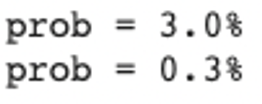 prob = 3.0%
prob = 0.3%